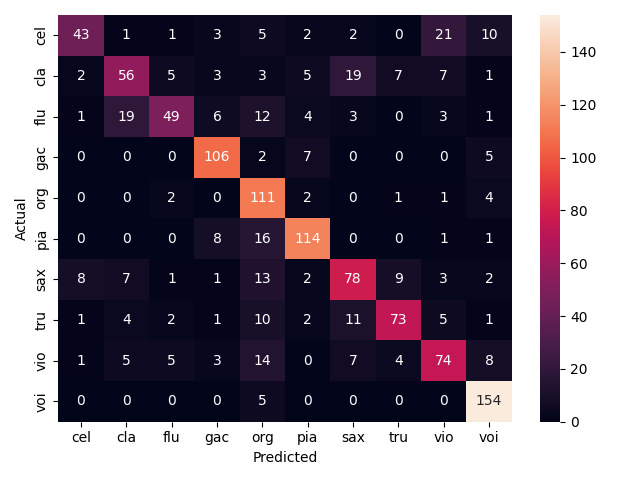 cel 43 1 1 3 5 2 2 0 21 10
cla 2 56 5 3 3 5 19 7 7 1
flu 1 19 49 6 12 4 3 0 3 1
gac 0 0 0 106 2 7 0 0 0 5
org 0 0 2 0 111 2 0 1 1 4
pia 0 0 0 8 16 114 0 0 1 1
sax 8 7 1 1 13 2 78 9 3 2
tru 1 4 2 1 10 2 11 73 5 1
vio 1 5 5 3 14 0 7 4 74 8
voi 0 0 0 0 5 0 0 0 0 154
cel cla flu gac org pia sax tru vio voi
Predicted
Actual
140
120
100
80
60
40
20
0